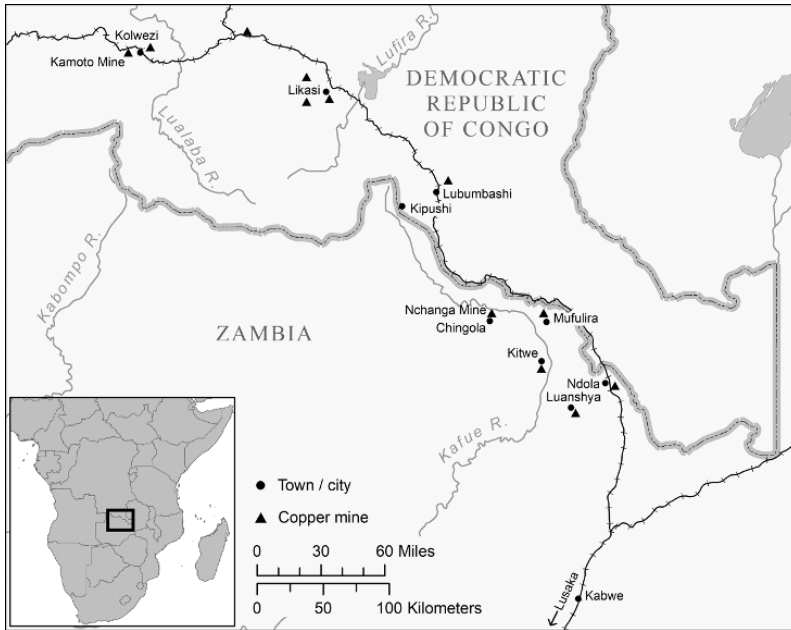 Kolwezi
Kamoto Mine
Likasi
Lufira R.
Lualaba R.
DEMOCRATIC
REPUBLIC
OF CONGO
Lubumbashi
Kipushi
Kabompo R.
ZAMBIA
Nchanga Mine
Chingola
Mufulira
Kitwe
Ndola
Luanshya
Kafue R.
Town / city
Copper mine
0 30 60 Miles
0 50 100 Kilometers
Lusaka
Kabwe